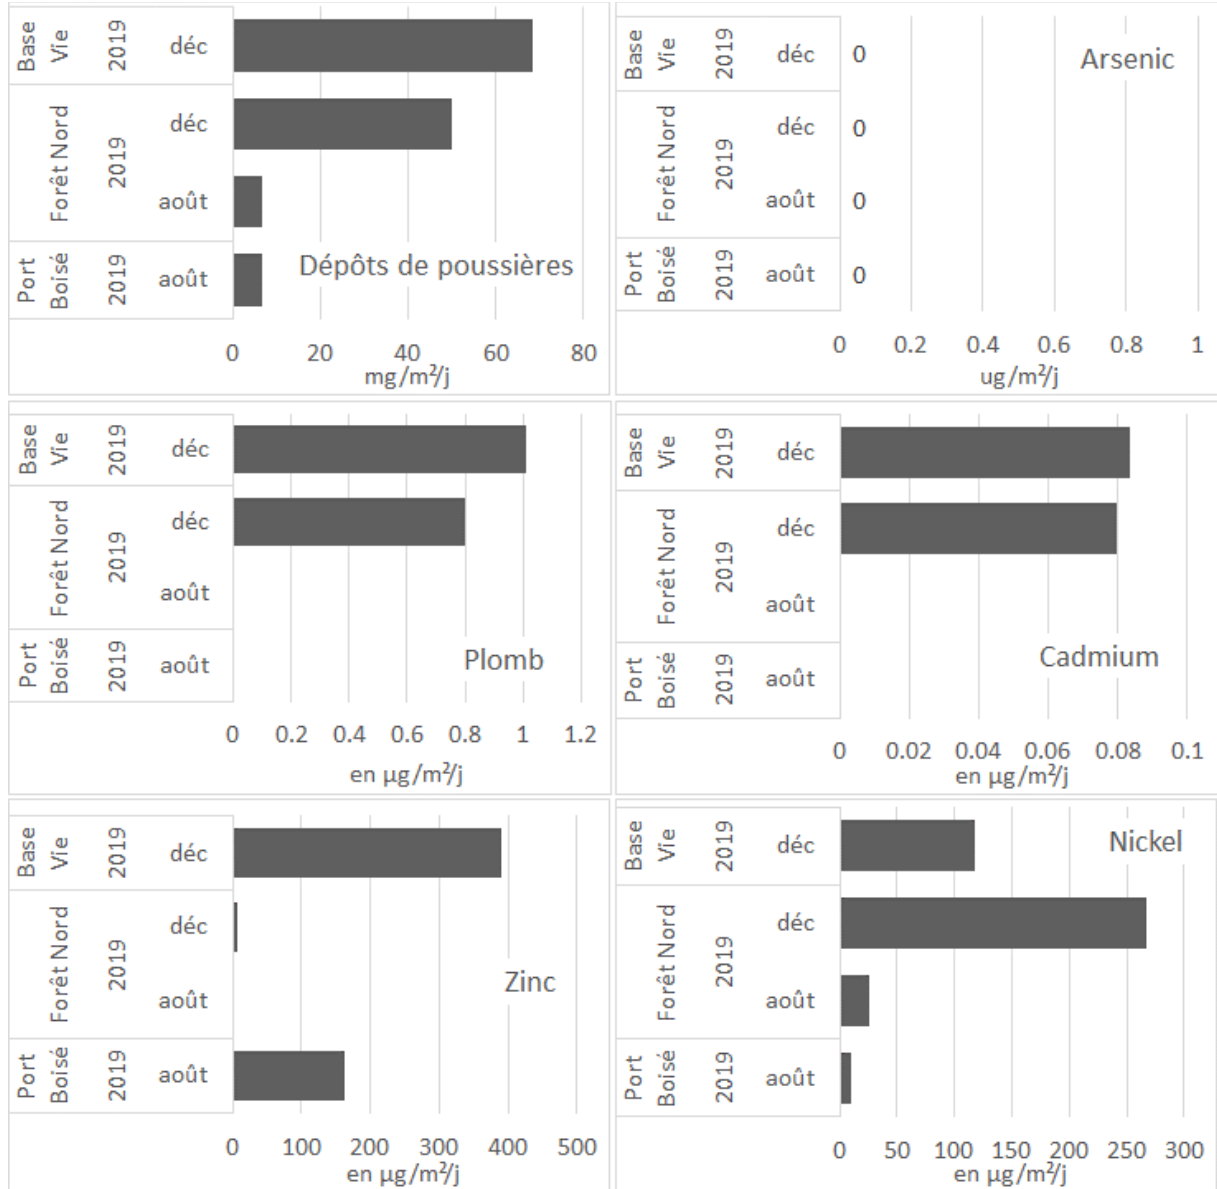 Base
Vie
2019
déc
Forêt Nord
2019
déc
août
Port
Boisé
2019
août
Dépôts de poussières
0 20 40 60 80
mg/m²/j
Base
Vie
2019
déc
0
Arsenic
Forêt Nord
2019
déc
0
août
0
Port
Boisé
2019
août
0
0 0.2 0.4 0.6 0.8 1
ug/m²/j
Base
Vie
2019
déc
Forêt Nord
2019
déc
août
Port
Boisé
2019
août
Plomb
0 0.2 0.4 0.6 0.8 1 1.2
en µg/m²/j
Base
Vie
2019
déc
Forêt Nord
2019
déc
août
Port
Boisé
2019
août
Cadmium
0 0.02 0.04 0.06 0.08 0.1
en µg/m²/j
Base
Vie
2019
déc
Forêt Nord
2019
déc
août
Zinc
Port
Boisé
2019
août
0 100 200 300 400 500
en µg/m²/j
Base
Vie
2019
déc
Nickel
Forêt Nord
2019
déc
août
Port
Boisé
2019
août
0 50 100 150 200 250 300
en µg/m²/j